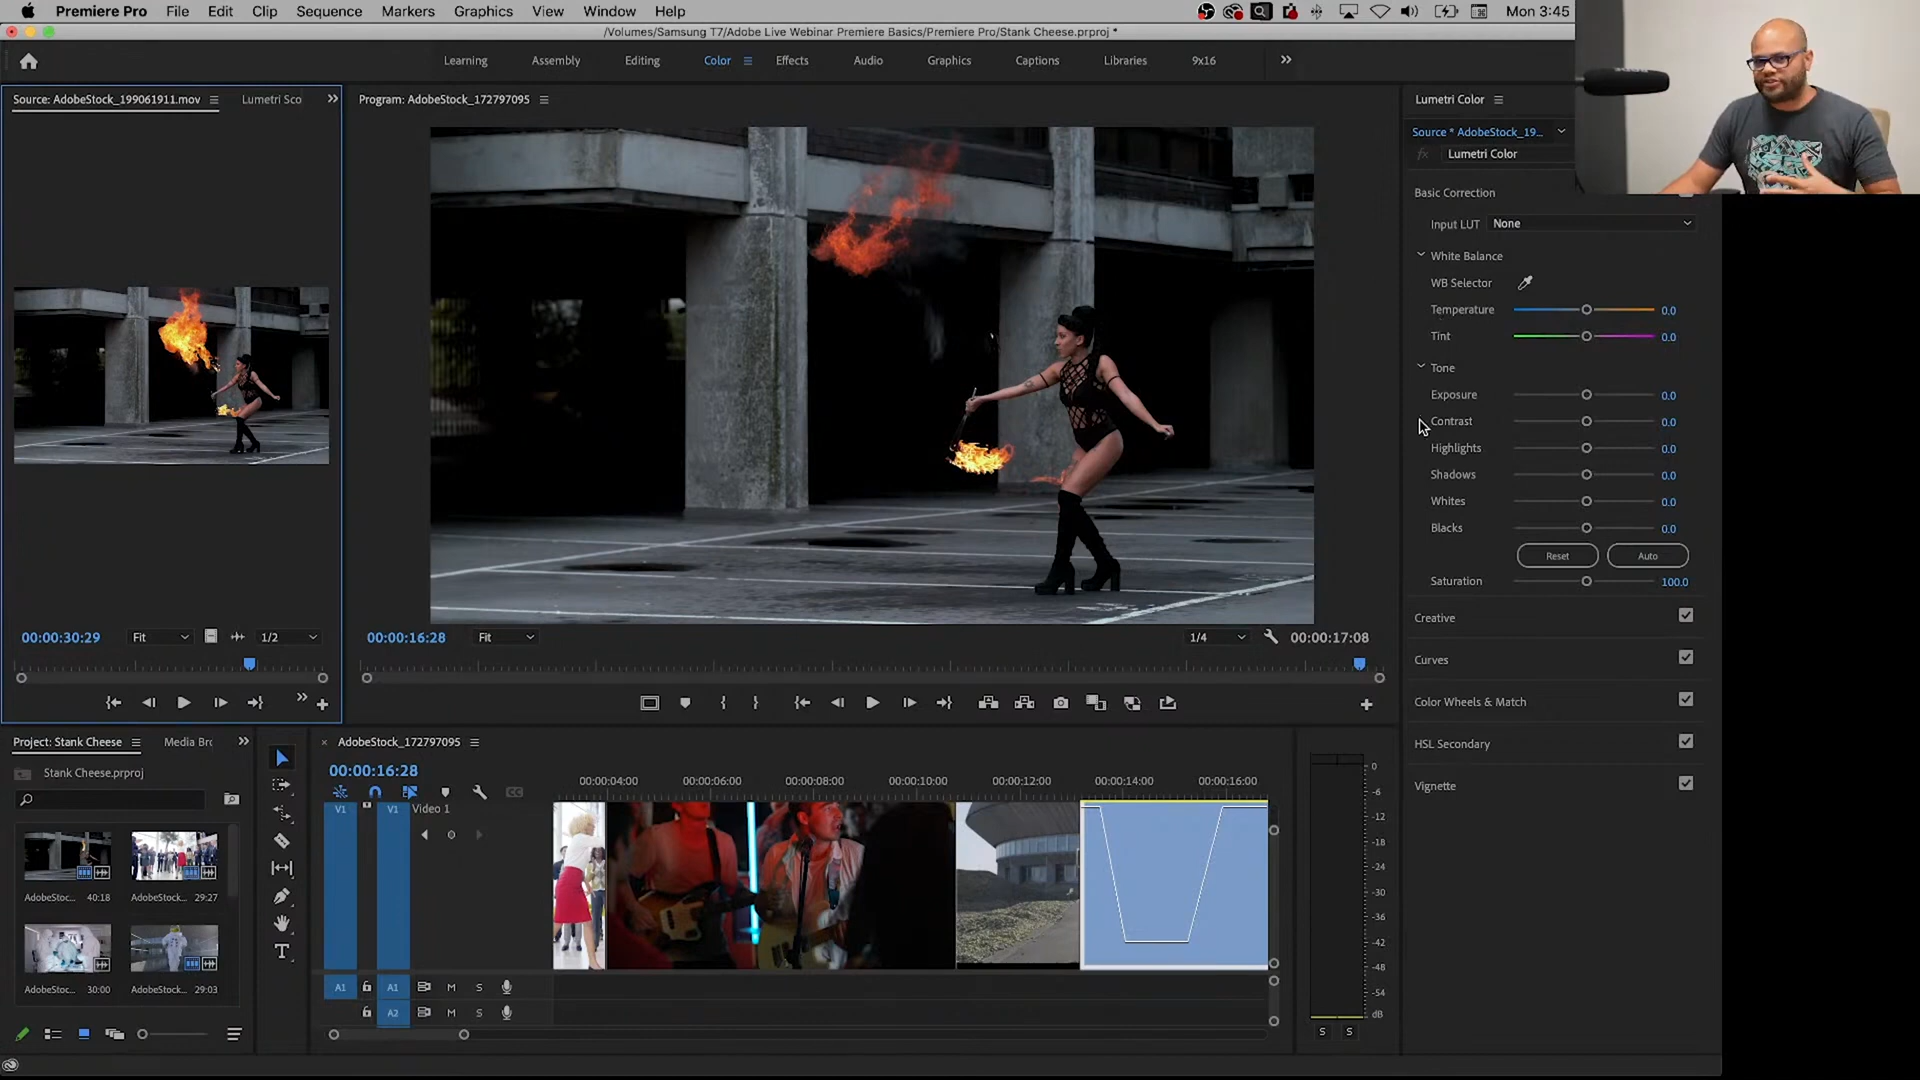 Premiere Pro File Edit Clip Sequence Markers Graphics View Window Help Mon 3:45
/Volumes/Samsung T7/Adobe Live Webinar Premiere Basics/Premiere Pro/Stank Cheese.prproj *
Learning Assembly Editing Color Effects Audio Graphics Captions Libraries 9x16
Source: AdobeStock_199061911.mov Lumetri Sco
Program: AdobeStock_172797095
Lumetri Color
Source * AdobeStock_19...
fx Lumetri Color
Basic Correction
Input LUT None
White Balance
WB Selector
Temperature 0.0
Tint 0.0
Tone
Exposure 0.0
Contrast 0.0
Highlights 0.0
Shadows 0.0
Whites 0.0
Blacks 0.0
Reset Auto
Saturation 100.0
Creative
Curves
Color Wheels & Match
HSL Secondary
Vignette
00:00:30:29 Fit 1/2
00:00:16:28 Fit 1/4 00:00:17:08
Project: Stank Cheese Media Brc
Stank Cheese.prproj
AdobeStoc... 40:18 AdobeStock... 29:27
AdobeStoc... 30:00 AdobeStock... 29:03
AdobeStock_172797095
00:00:16:28
00:00:04:00 00:00:06:00 00:00:08:00 00:00:10:00 00:00:12:00 00:00:14:00 00:00:16:00
V1 V1 Video 1
A1 A1 M S
A2 M S
0
-6
-12
-18
-24
-30
-36
-42
-48
-54
dB
S S